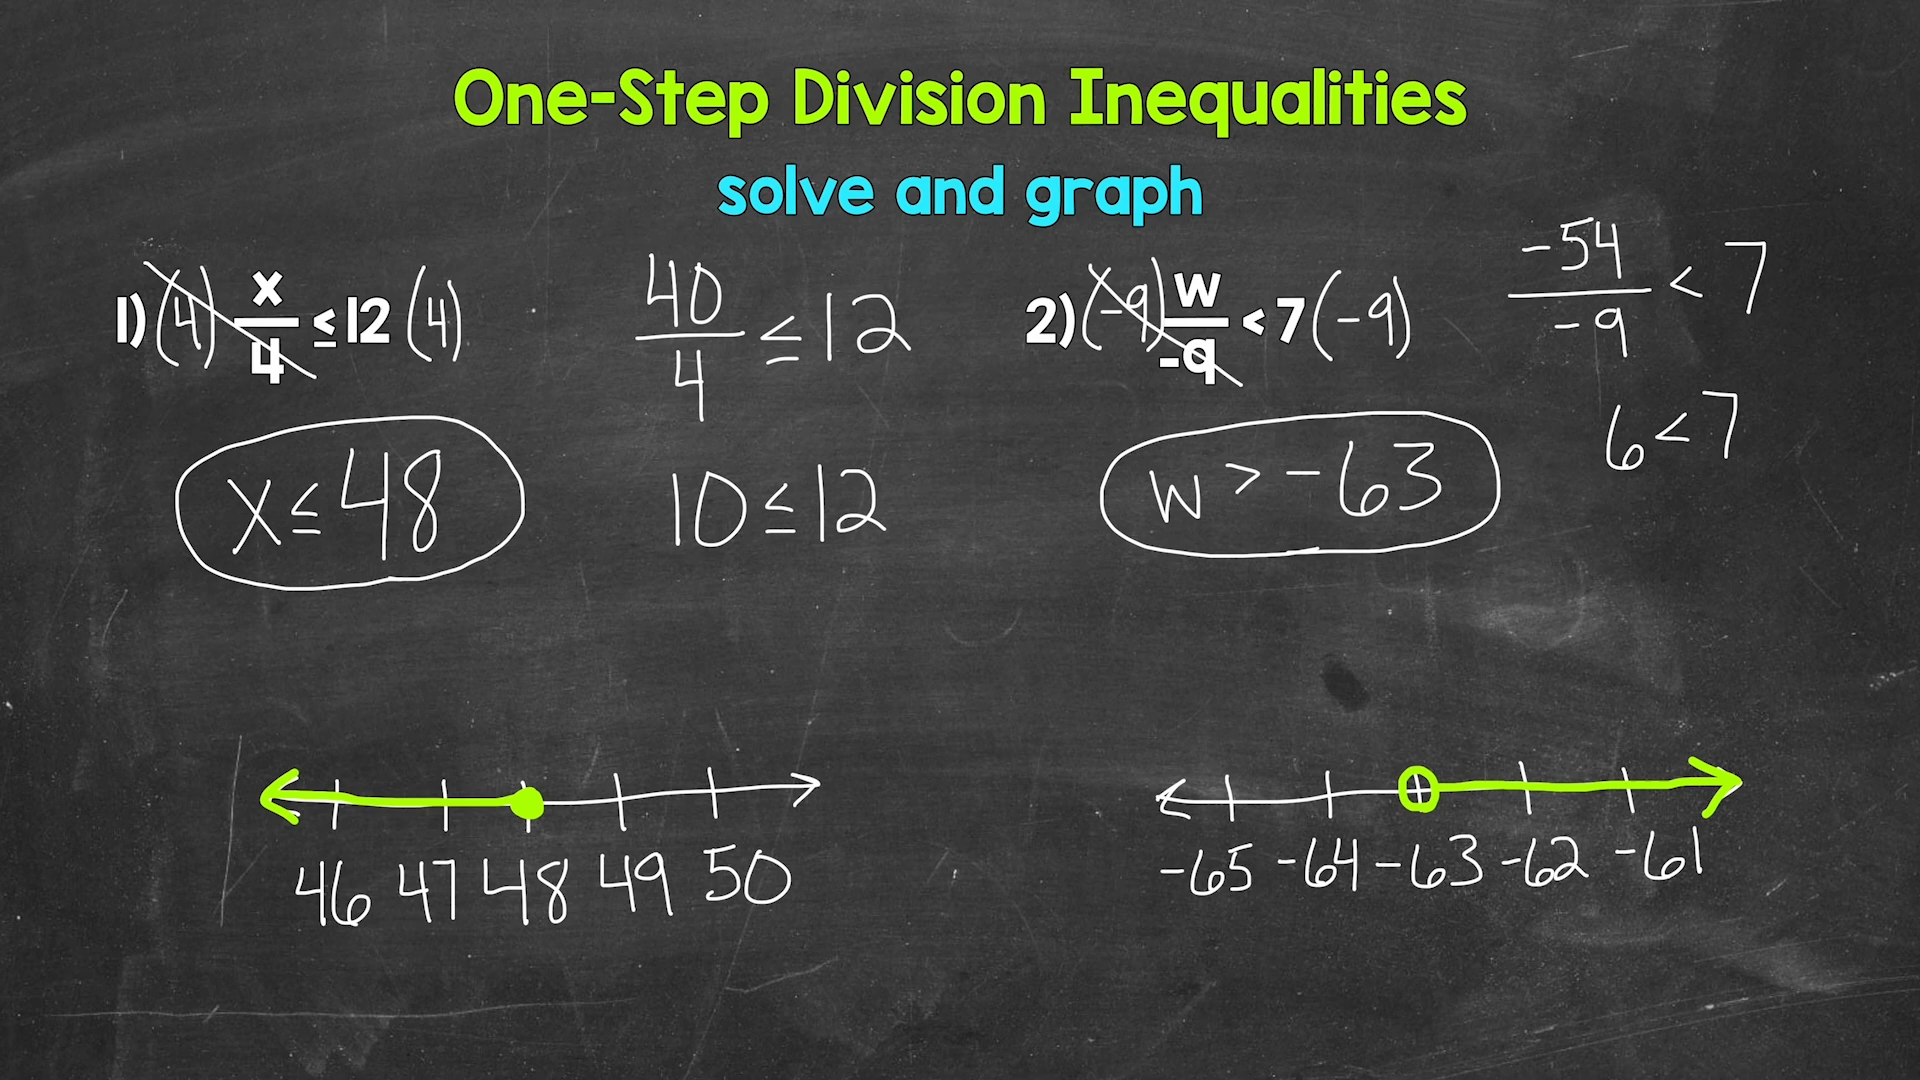 One-Step Division Inequalities
solve and graph
1) (4) x/4 ≤ 12 (4)
x ≤ 48
40/4 ≤ 12
10 ≤ 12
46 47 48 49 50
2) (-9) w/-9 < 7 (-9)
w > -63
-54/-9 < 7
6 < 7
-65 -64 -63 -62 -61